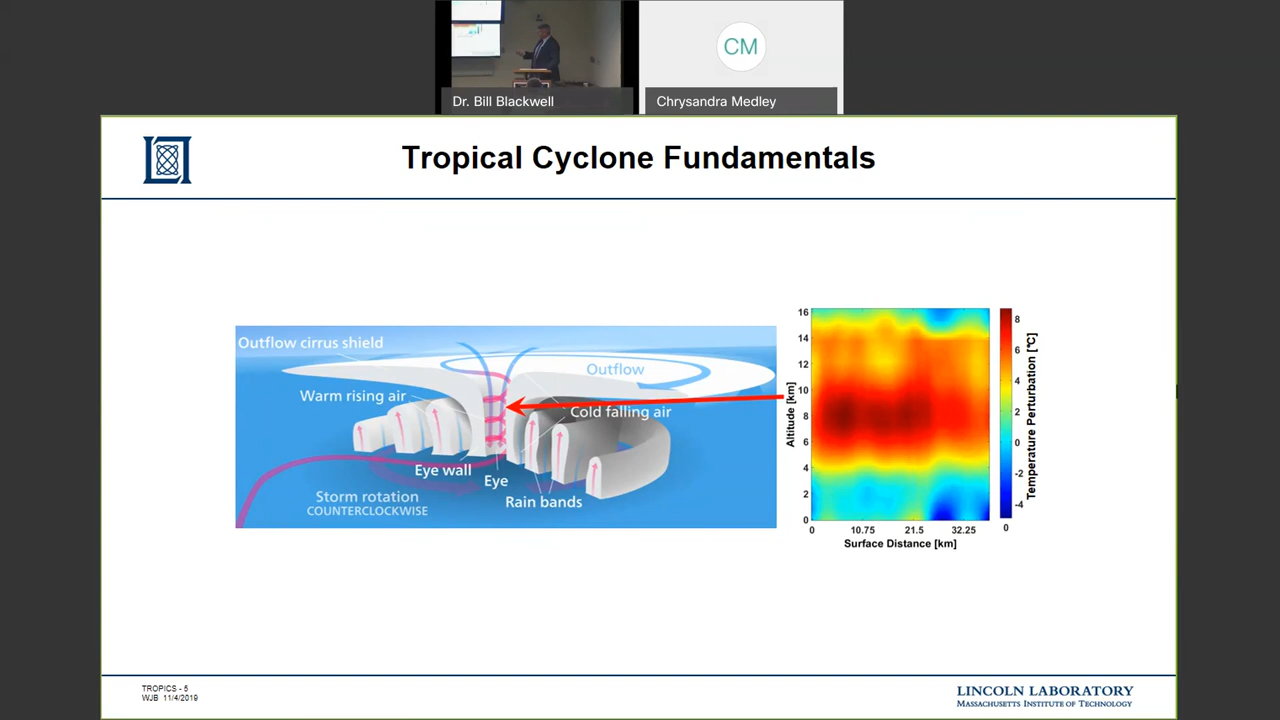 Dr. Bill Blackwell
CM
Chrysandra Medley
Tropical Cyclone Fundamentals
Outflow cirrus shield
Outflow
Warm rising air
Cold falling air
Eye wall
Eye
Rain bands
Storm rotation
COUNTERCLOCKWISE
16
14
12
10
8
6
4
2
0
Altitude [km]
0
10.75
21.5
32.25
Surface Distance [km]
8
6
4
2
0
-2
-4
0
Temperature Perturbation [°C]
TROPICS - 5
WJB 11/4/2019
LINCOLN LABORATORY
MASSACHUSETTS INSTITUTE OF TECHNOLOGY